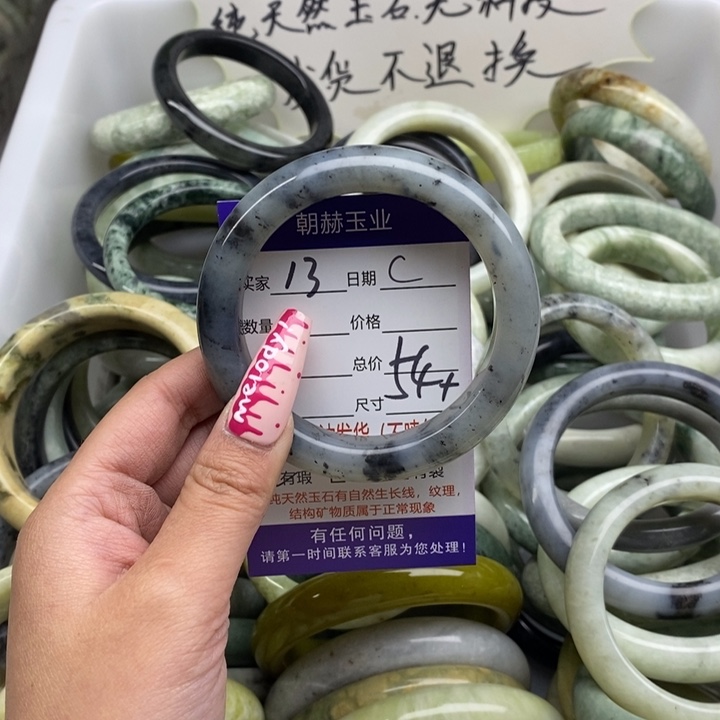 纯天然玉石.无
发货不退换
朝赫玉业
买家 13 日期 C
数量 价格
总价
54+
尺寸
纯天然玉石有自然生长线，纹理，
结构矿物质属于正常现象
有任何问题，
请第一时间联系客服为您处理！
melody